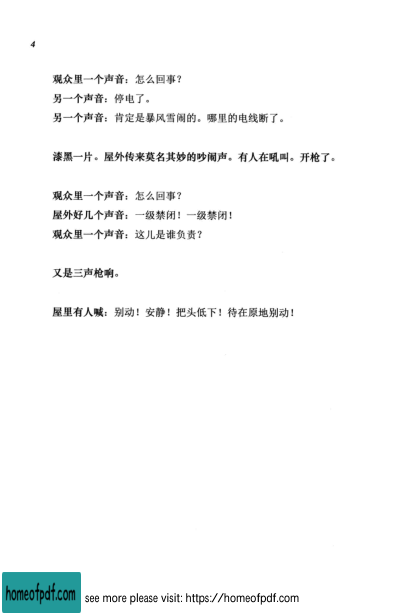 4
观众里一个声音：怎么回事？
另一个声音：停电了。
另一个声音：肯定是暴风雪闹的。哪里的电线断了。
漆黑一片。屋外传来莫名其妙的吵闹声。有人在吼叫。开枪了。
观众里一个声音：怎么回事？
屋外好几个声音：一级禁闭！一级禁闭！
观众里一个声音：这儿是谁负责？
又是三声枪响。
屋里有人喊：别动！安静！把头低下！待在原地别动！
homeofpdf.com
see more please visit: https://homeofpdf.com